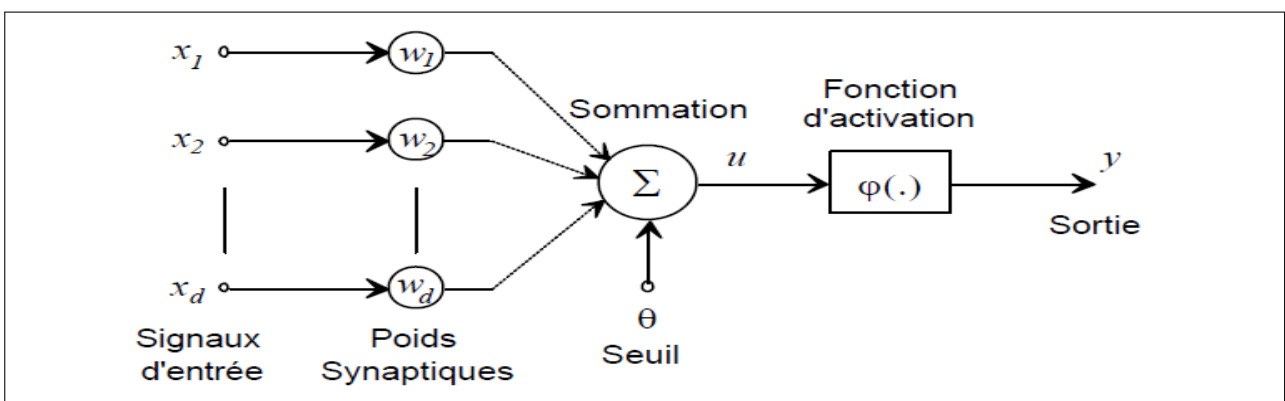 x1 w1
Sommation
Fonction
d'activation
x2 w2
Σ u φ(.) y
Sortie
xd wd
θ
Seuil
Signaux
d'entrée
Poids
Synaptiques